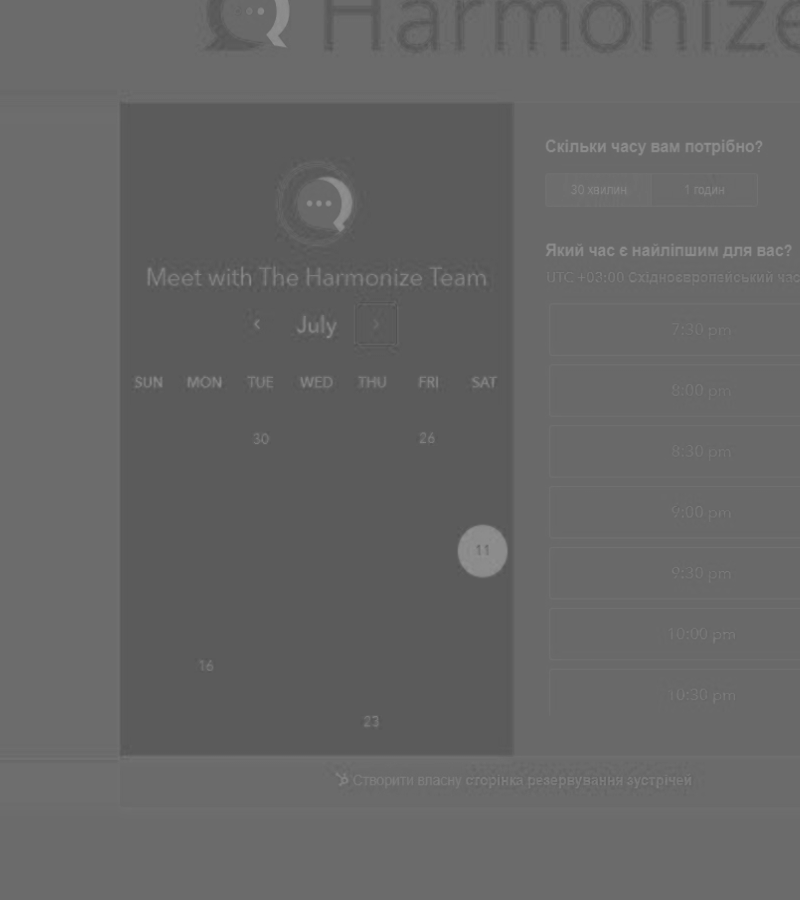 Harmonize
Meet with The Harmonize Team
July
SUN MON TUE WED THU FRI SAT
30 26
11
16
23
Скільки часу вам потрібно?
30 хвилин 1 годин
Який час є найліпшим для вас?
UTC +03:00 Східноєвропейський час
7:30 pm
8:00 pm
8:30 pm
9:00 pm
9:30 pm
10:00 pm
10:30 pm
Створити власну сторінка резервування зустрічей